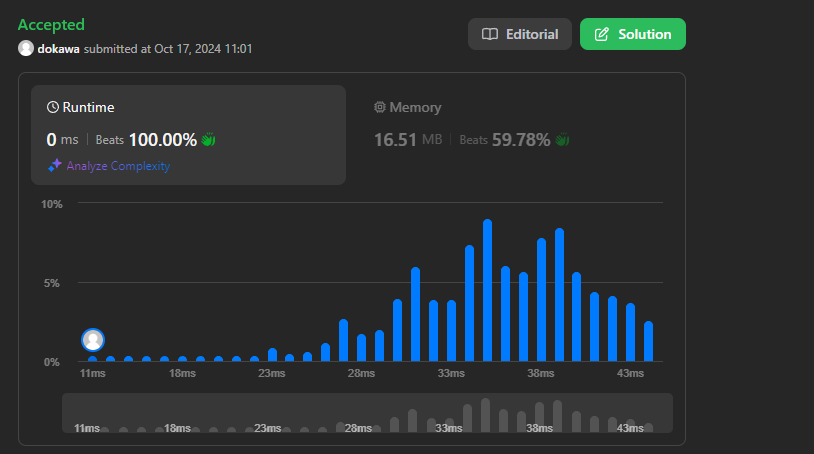 Accepted
dokawa submitted at Oct 17, 2024 11:01
Editorial
Solution
Runtime
0 ms | Beats 100.00%
Analyze Complexity
Memory
16.51 MB | Beats 59.78%
10%
5%
0%
11ms 18ms 23ms 28ms 33ms 38ms 43ms
11ms 18ms 23ms 28ms 33ms 38ms 43ms